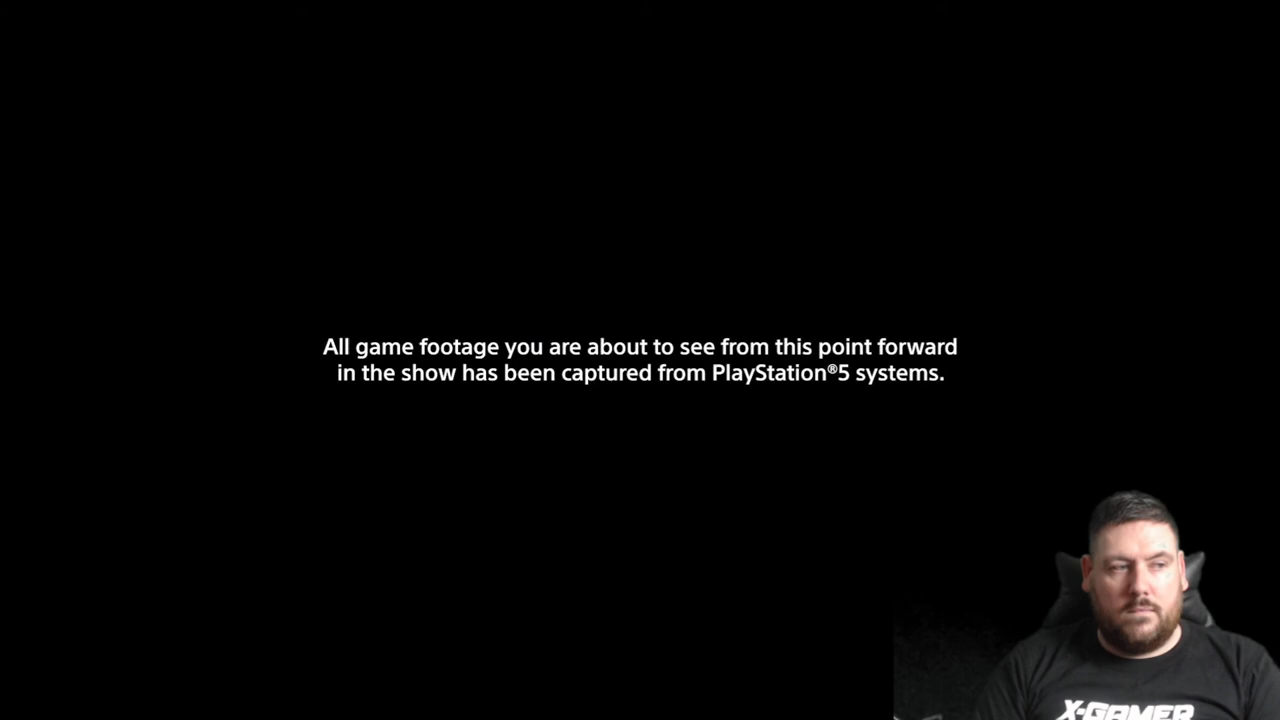 All game footage you are about to see from this point forward
in the show has been captured from PlayStation®5 systems.
X-GAMER